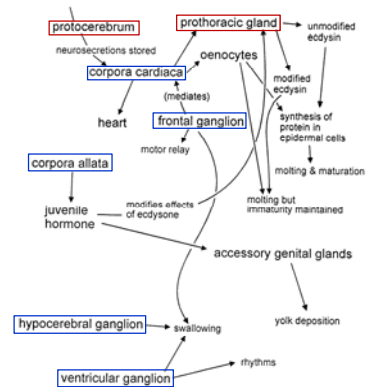 protocerebrum
prothoracic gland
unmodified
ecdysin
neurosecretions stored
oenocytes
corpora cardiaca
modified
ecdysin
(mediates)
heart
frontal ganglion
synthesis of
protein in
epidermal cells
motor relay
corpora allata
molting & maturation
juvenile
hormone
modifies effects
of ecdysone
molting but
immaturity maintained
accessory genital glands
hypocerebral ganglion
swallowing
yolk deposition
ventricular ganglion
rhythms